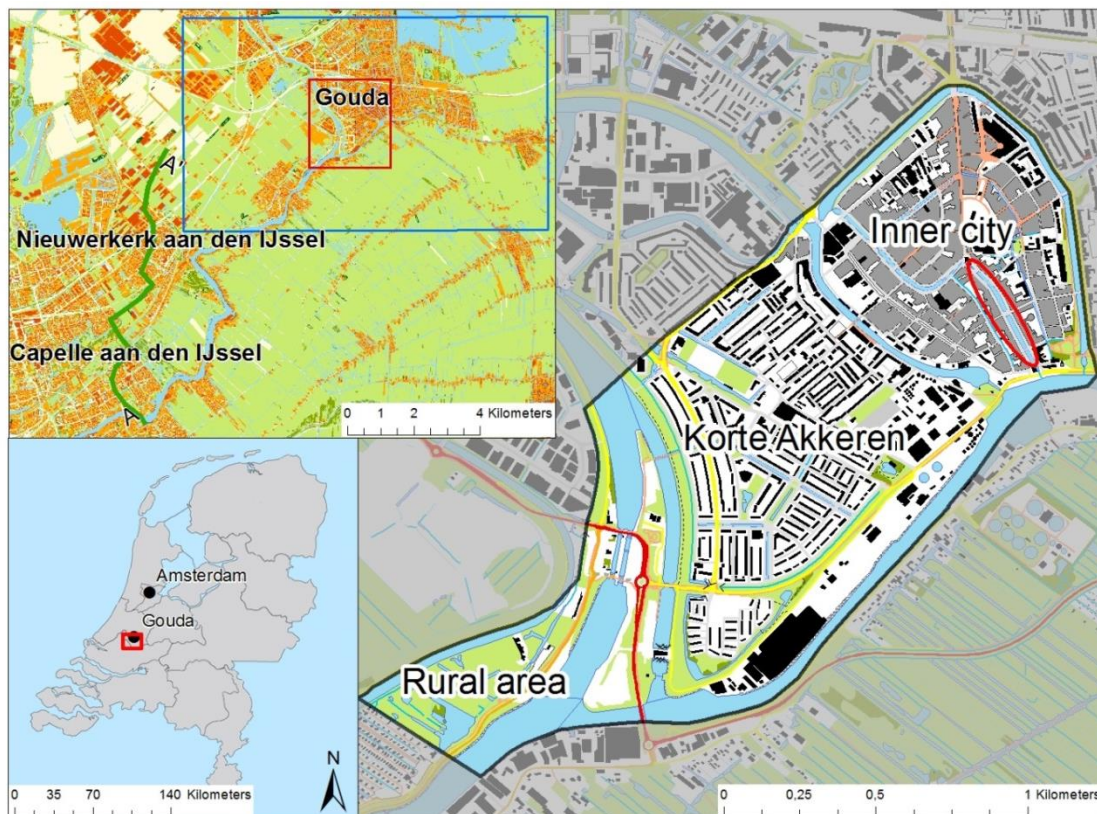 Gouda
A'
Nieuwerkerk aan den IJssel
Capelle aan den IJssel
A
0 1 2 4 Kilometers
Amsterdam
Gouda
N
0 35 70 140 Kilometers
Inner city
Korte Akkeren
Rural area
0 0,25 0,5 1 Kilometers